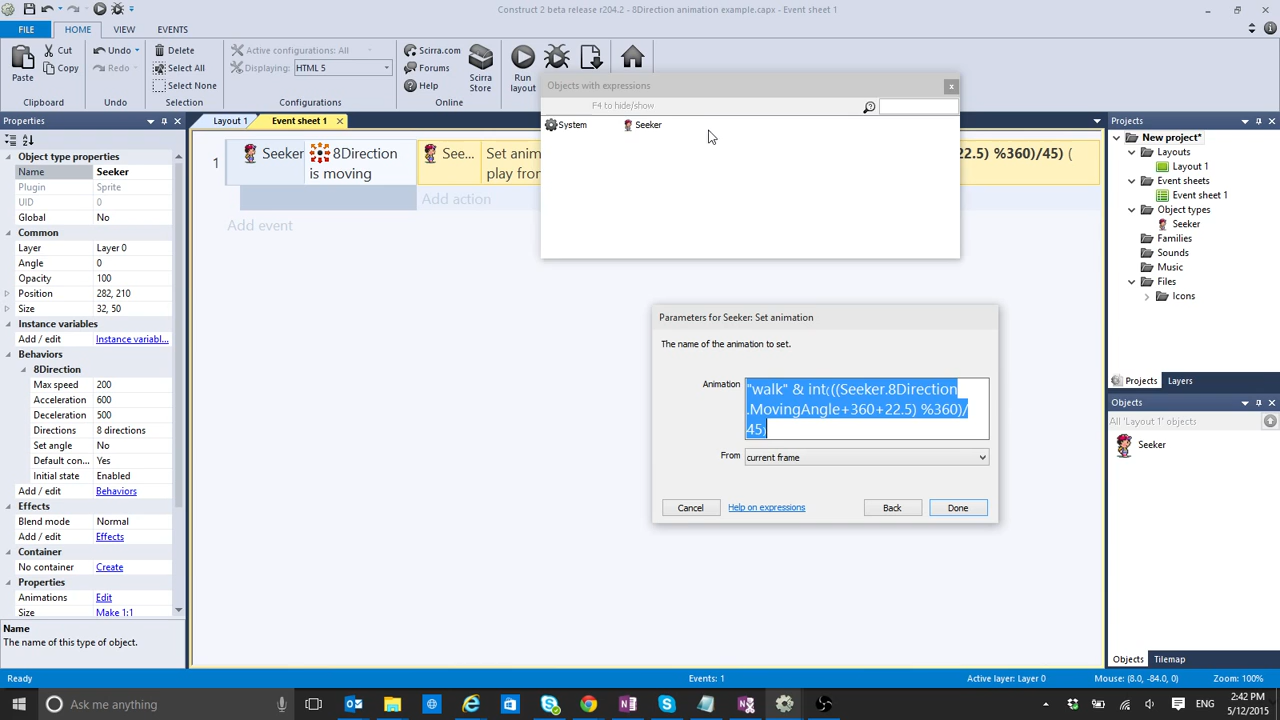 Construct 2 beta release r204.2 - 8Direction animation example.capx - Event sheet 1
FILE HOME VIEW EVENTS
Paste
Cut
Copy
Clipboard
Undo
Redo
Undo
Delete
Select All
Select None
Selection
Active configurations: All
Displaying: HTML 5
Configurations
Scirra.com
Forums
Help
Scirra
Store
Online
Run
layout
Properties
Object type properties
Name Seeker
Plugin Sprite
UID 0
Global No
Common
Layer Layer 0
Angle 0
Opacity 100
Position 282, 210
Size 32, 50
Instance variables
Add / edit Instance variabl...
Behaviors
8Direction
Max speed 200
Acceleration 600
Deceleration 500
Directions 8 directions
Set angle No
Default con... Yes
Initial state Enabled
Add / edit Behaviors
Effects
Blend mode Normal
Add / edit Effects
Container
No container Create
Properties
Animations Edit
Size Make 1:1
Name
The name of this type of object.
Layout 1 Event sheet 1
1
Seeker 8Direction
is moving
See... Set anim
play from
22.5) %360)/45) (
Add action
Add event
Objects with expressions
x
F4 to hide/show
System Seeker
Parameters for Seeker: Set animation
The name of the animation to set.
Animation
"walk" & int(((Seeker.8Direction
.MovingAngle+360+22.5) %360)/
45)
From current frame
Cancel Help on expressions Back Done
Projects
New project*
Layouts
Layout 1
Event sheets
Event sheet 1
Object types
Seeker
Families
Sounds
Music
Files
Icons
Projects Layers
Objects
All 'Layout 1' objects
Seeker
Objects Tilemap
Ready Events: 1 Active layer: Layer 0 Mouse: (8.0, -84.0, 0) Zoom: 100%
Ask me anything
ENG
2:42 PM
5/12/2015